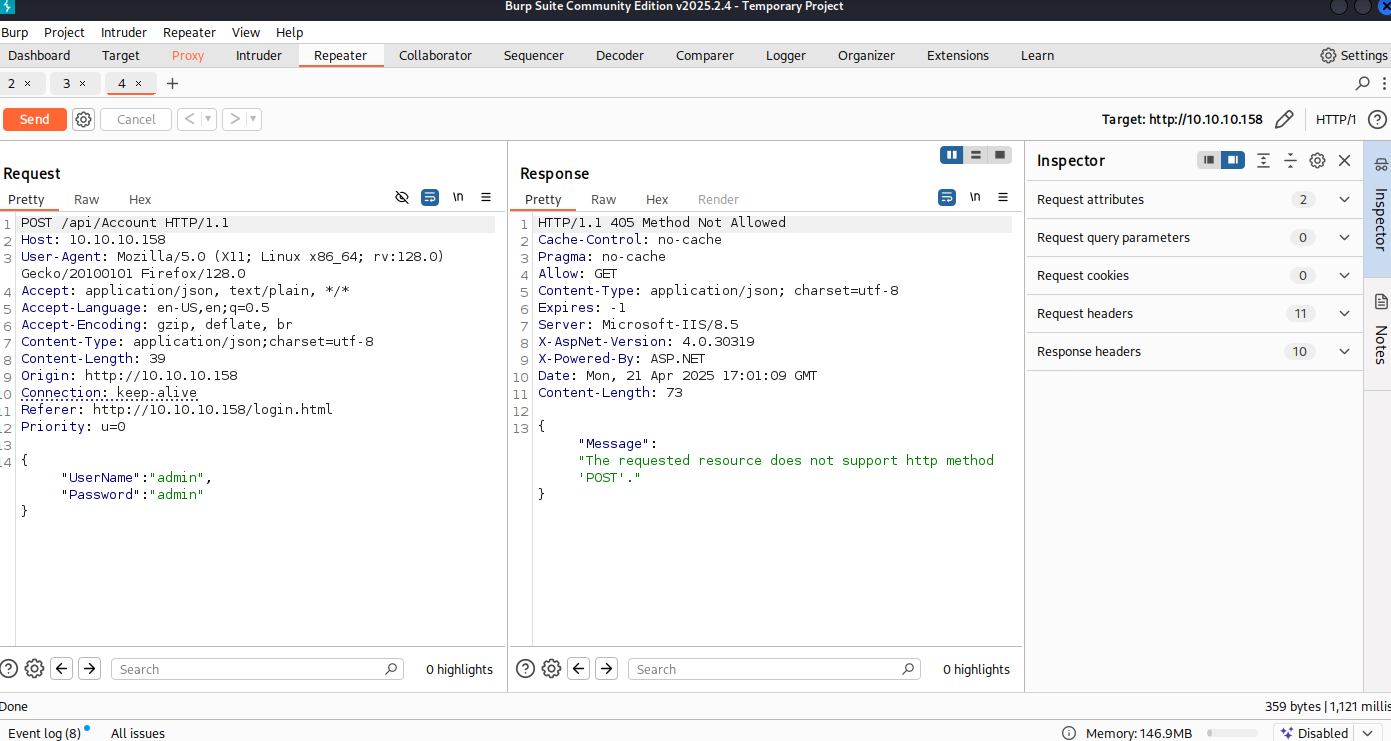 Burp Suite Community Edition v2025.2.4 - Temporary Project
Burp Project Intruder Repeater View Help
Dashboard Target Proxy Intruder Repeater Collaborator Sequencer Decoder Comparer Logger Organizer Extensions Learn Settings
2 × 3 × 4 × +
Send Cancel < > Target: http://10.10.10.158 HTTP/1
Request
Pretty Raw Hex \n
1 POST /api/Account HTTP/1.1
2 Host: 10.10.10.158
3 User-Agent: Mozilla/5.0 (X11; Linux x86_64; rv:128.0)
Gecko/20100101 Firefox/128.0
4 Accept: application/json, text/plain, */*
5 Accept-Language: en-US,en;q=0.5
6 Accept-Encoding: gzip, deflate, br
7 Content-Type: application/json;charset=utf-8
8 Content-Length: 39
9 Origin: http://10.10.10.158
10 Connection: keep-alive
11 Referer: http://10.10.10.158/login.html
12 Priority: u=0
13
14 {
"UserName":"admin",
"Password":"admin"
}
Search 0 highlights
Response
Pretty Raw Hex Render \n
1 HTTP/1.1 405 Method Not Allowed
2 Cache-Control: no-cache
3 Pragma: no-cache
4 Allow: GET
5 Content-Type: application/json; charset=utf-8
6 Expires: -1
7 Server: Microsoft-IIS/8.5
8 X-AspNet-Version: 4.0.30319
9 X-Powered-By: ASP.NET
10 Date: Mon, 21 Apr 2025 17:01:09 GMT
11 Content-Length: 73
12
13 {
"Message":
"The requested resource does not support http method
'POST'."
}
Search 0 highlights
Inspector
Request attributes 2
Request query parameters 0
Request cookies 0
Request headers 11
Response headers 10
Inspector
Notes
Done 359 bytes | 1,121 millis
Event log (8) All issues Memory: 146.9MB Disabled